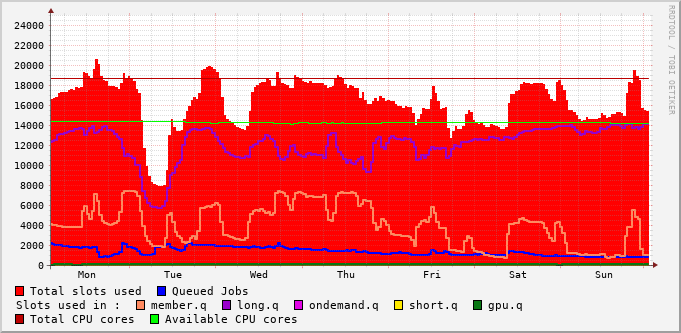 24000
22000
20000
18000
16000
14000
12000
10000
8000
6000
4000
2000
0
Mon Tue Wed Thu Fri Sat Sun
RRDTOOL / TOBI OETIKER
Total slots used Queued Jobs
Slots used in : member.q long.q ondemand.q short.q gpu.q
Total CPU cores Available CPU cores